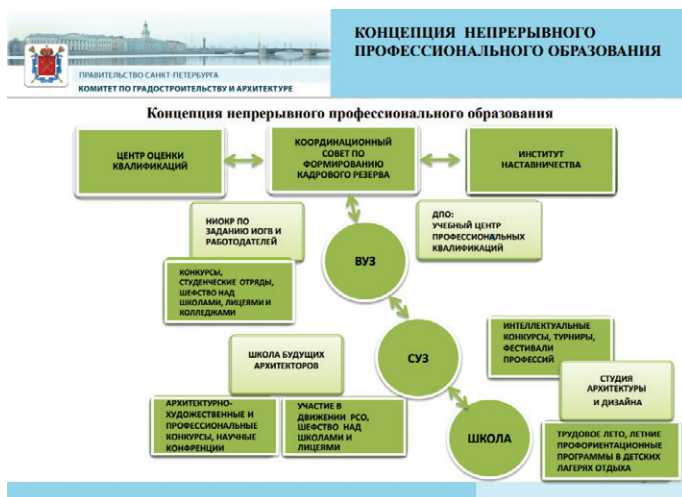 КОНЦЕПЦИЯ НЕПРЕРЫВНОГО
ПРОФЕССИОНАЛЬНОГО ОБРАЗОВАНИЯ
ПРАВИТЕЛЬСТВО САНКТ-ПЕТЕРБУРГА
КОМИТЕТ ПО ГРАДОСТРОИТЕЛЬСТВУ И АРХИТЕКТУРЕ
Концепция непрерывного профессионального образования
ЦЕНТР ОЦЕНКИ
КВАЛИФИКАЦИЙ
КООРДИНАЦИОННЫЙ
СОВЕТ ПО
ФОРМИРОВАНИЮ
КАДРОВОГО РЕЗЕРВА
ИНСТИТУТ
НАСТАВНИЧЕСТВА
НИОКР ПО
ЗАДАНИЮ ИОГВ И
РАБОТОДАТЕЛЕЙ
КОНКУРСЫ,
СТУДЕНЧЕСКИЕ ОТРЯДЫ,
ШЕФСТВО НАД
ШКОЛАМИ, ЛИЦЕЯМИ И
КОЛЛЕДЖАМИ
ВУЗ
ДПО:
УЧЕБНЫЙ ЦЕНТР
ПРОФЕССИОНАЛЬНЫХ
КВАЛИФИКАЦИЙ
ШКОЛА БУДУЩИХ
АРХИТЕКТОРОВ
АРХИТЕКТУРНО-
ХУДОЖЕСТВЕННЫЕ И
ПРОФЕССИОНАЛЬНЫЕ
КОНКУРСЫ, НАУЧНЫЕ
КОНФРЕНЦИИ
УЧАСТИЕ В
ДВИЖЕНИИ РСО,
ШЕФСТВО НАД
ШКОЛАМИ И
ЛИЦЕЯМИ
СУЗ
ИНТЕЛЛЕКТУАЛЬНЫЕ
КОНКУРСЫ, ТУРНИРЫ,
ФЕСТИВАЛИ
ПРОФЕССИЙ
СТУДИЯ
АРХИТЕКТУРЫ
И ДИЗАЙНА
ШКОЛА
ТРУДОВОЕ ЛЕТО, ЛЕТНИЕ
ПРОФОРИЕНТАЦИОННЫЕ
ПРОГРАММЫ В ДЕТСКИХ
ЛАГЕРЯХ ОТДЫХА